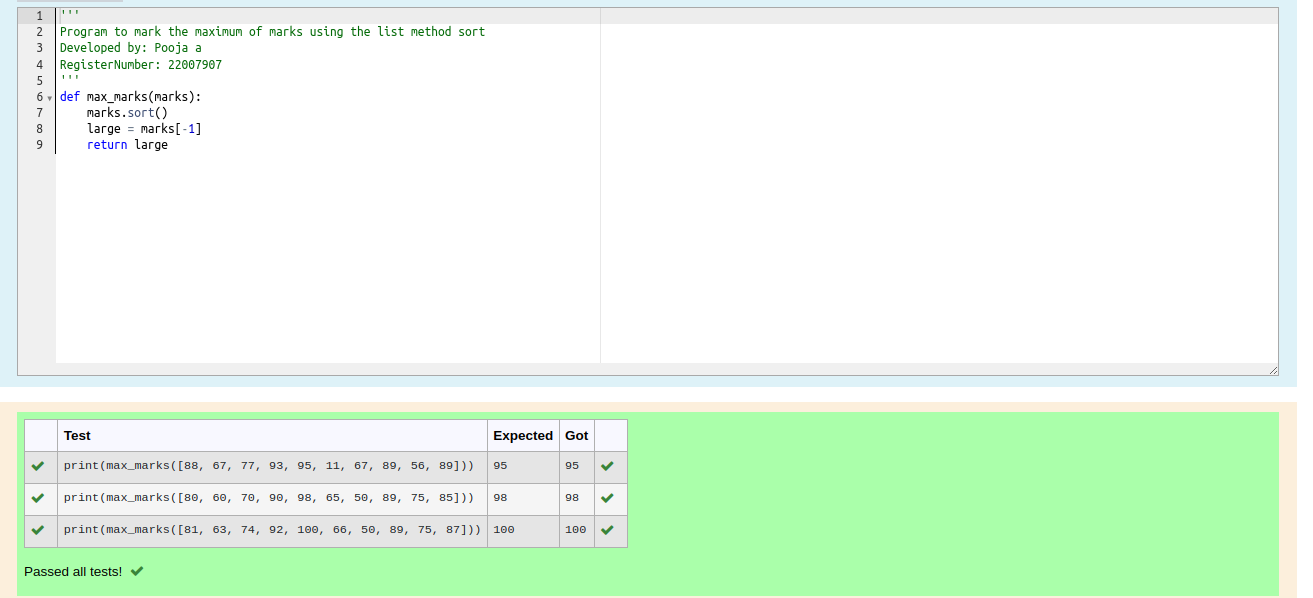 1 '''
2 Program to mark the maximum of marks using the list method sort
3 Developed by: Pooja a
4 RegisterNumber: 22007907
5 '''
6 def max_marks(marks):
7     marks.sort()
8     large = marks[-1]
9     return large
Test Expected Got
print(max_marks([88, 67, 77, 93, 95, 11, 67, 89, 56, 89])) 95 95
print(max_marks([80, 60, 70, 90, 98, 65, 50, 89, 75, 85])) 98 98
print(max_marks([81, 63, 74, 92, 100, 66, 50, 89, 75, 87])) 100 100
Passed all tests!